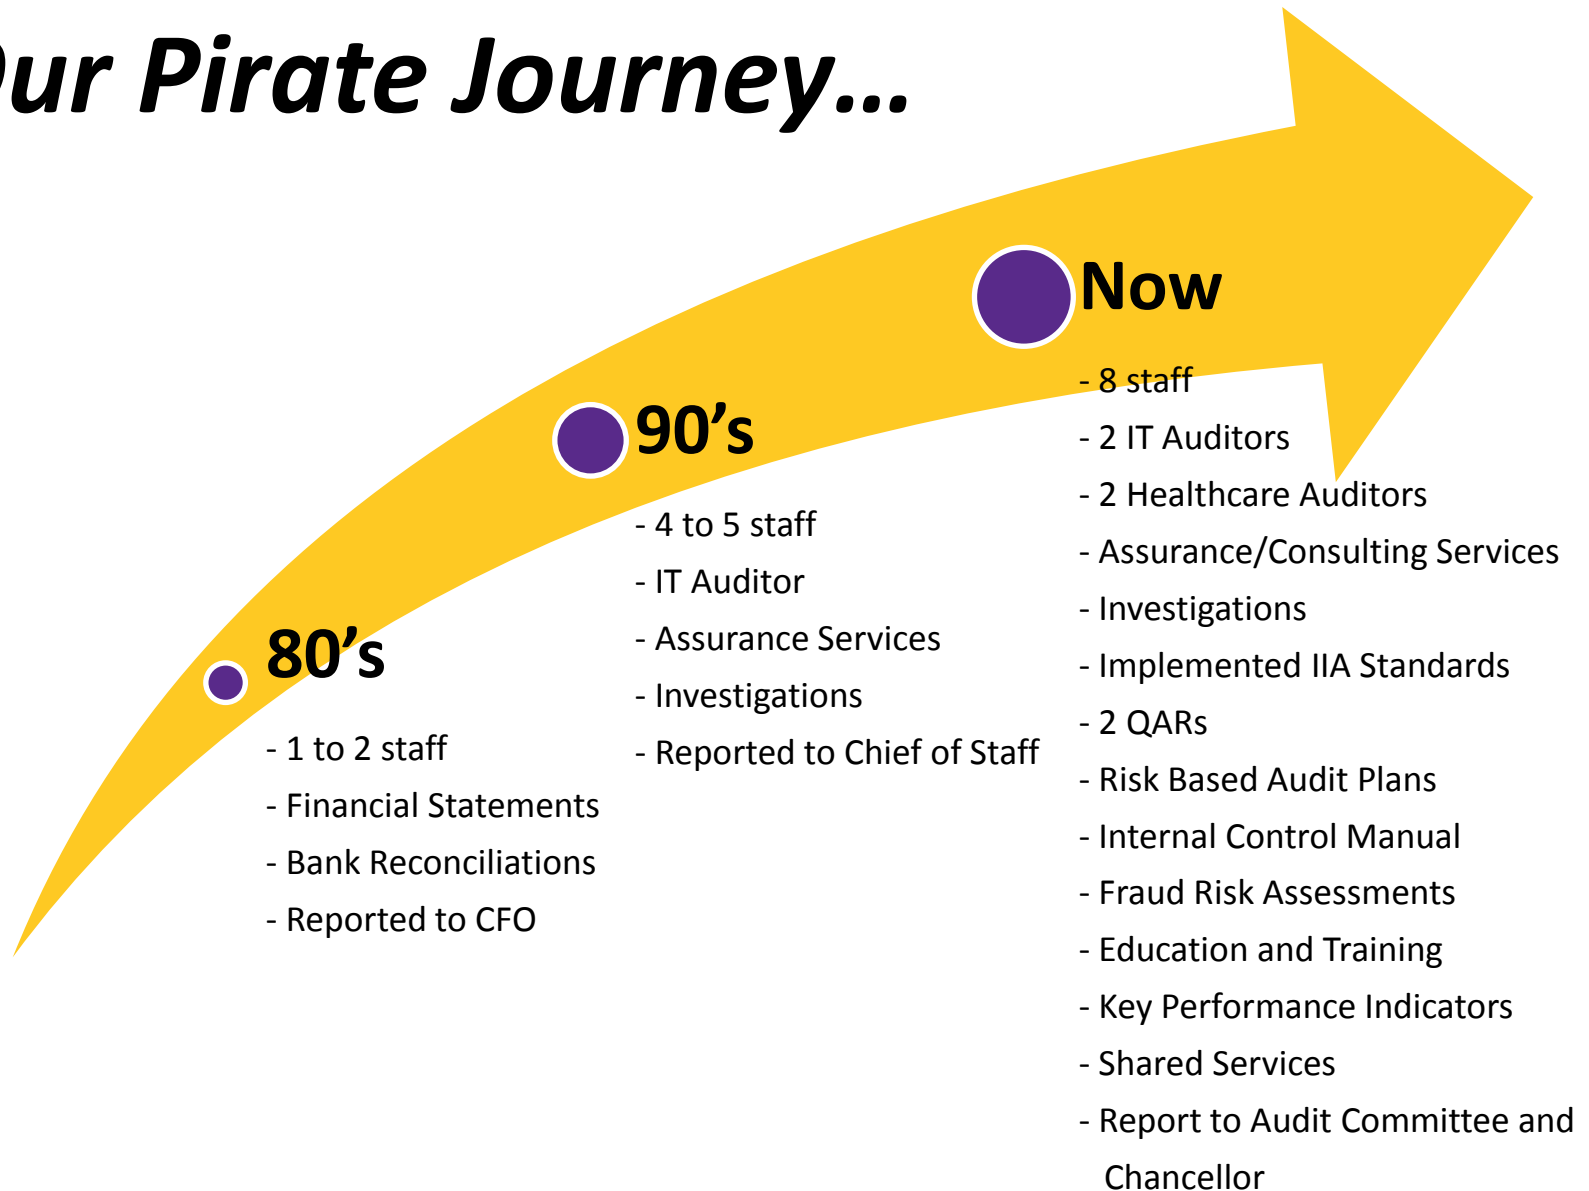 ur Pirate Journey...
Now
- 8 staff
- 2 IT Auditors
- 2 Healthcare Auditors
- Assurance/Consulting Services
- Investigations
- Implemented IIA Standards
- 2 QARs
- Risk Based Audit Plans
- Internal Control Manual
- Fraud Risk Assessments
- Education and Training
- Key Performance Indicators
- Shared Services
- Report to Audit Committee and
Chancellor
90’s
- 4 to 5 staff
- IT Auditor
- Assurance Services
- Investigations
- Reported to Chief of Staff
80’s
- 1 to 2 staff
- Financial Statements
- Bank Reconciliations
- Reported to CFO